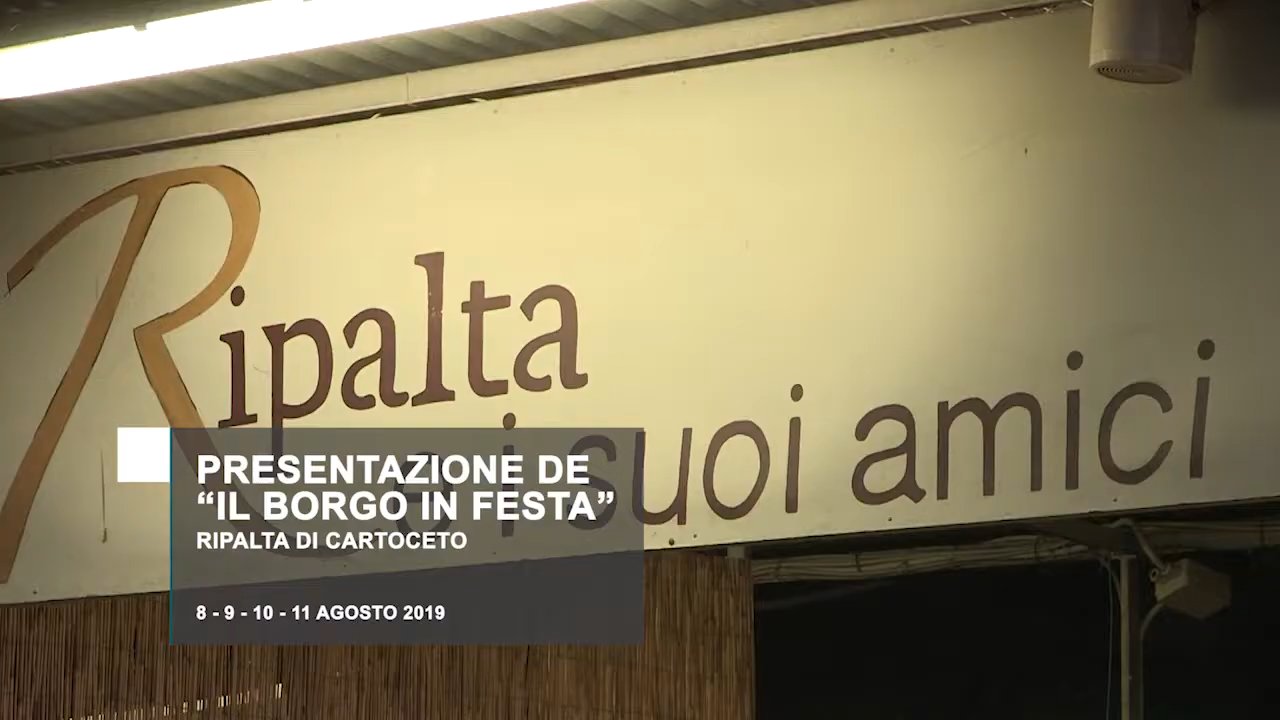 Ripalta
e i suoi amici
PRESENTAZIONE DE
“IL BORGO IN FESTA”
RIPALTA DI CARTOCETO
8 - 9 - 10 - 11 AGOSTO 2019